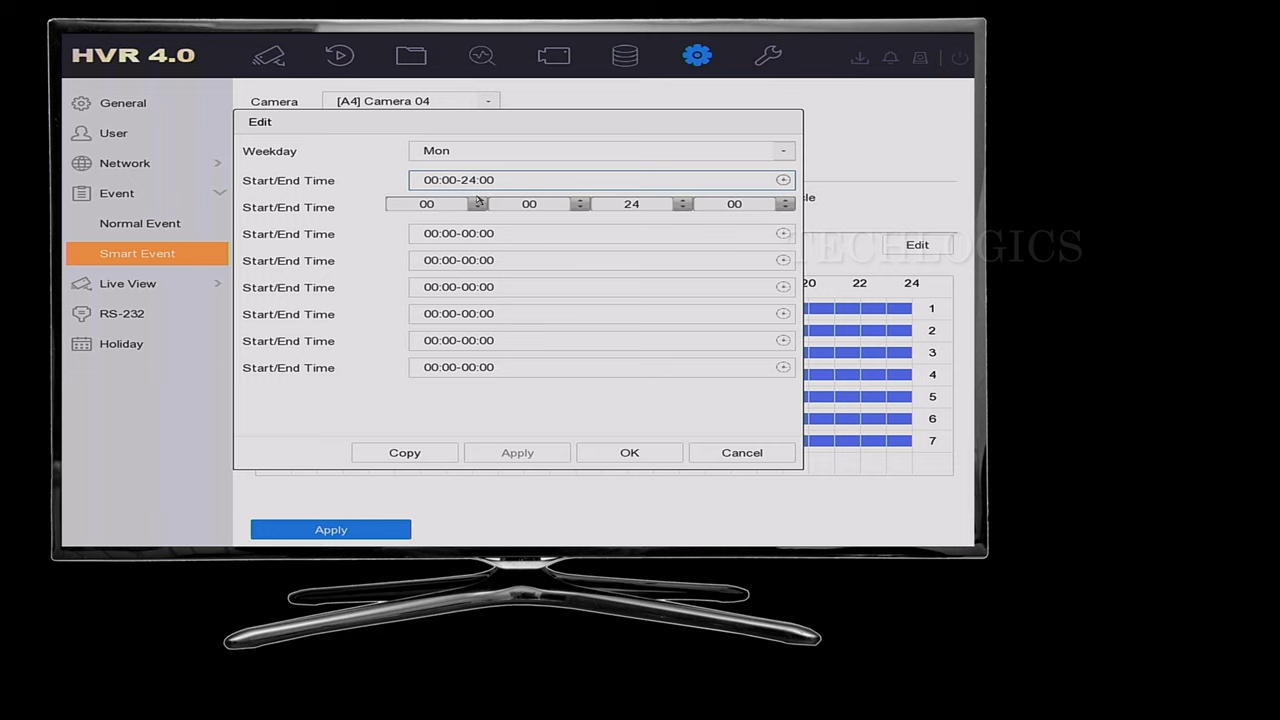 HVR 4.0
General
User
Network
Event
Normal Event
Smart Event
Live View
RS-232
Holiday
Camera [A4] Camera 04
Edit
Weekday Mon
Start/End Time 00:00-24:00
Start/End Time 00 00 24 00
Start/End Time 00:00-00:00
Start/End Time 00:00-00:00
Start/End Time 00:00-00:00
Start/End Time 00:00-00:00
Start/End Time 00:00-00:00
Start/End Time 00:00-00:00
Copy Apply OK Cancel
Edit
TECHLOGICS
20 22 24
1
2
3
4
5
6
7
Apply